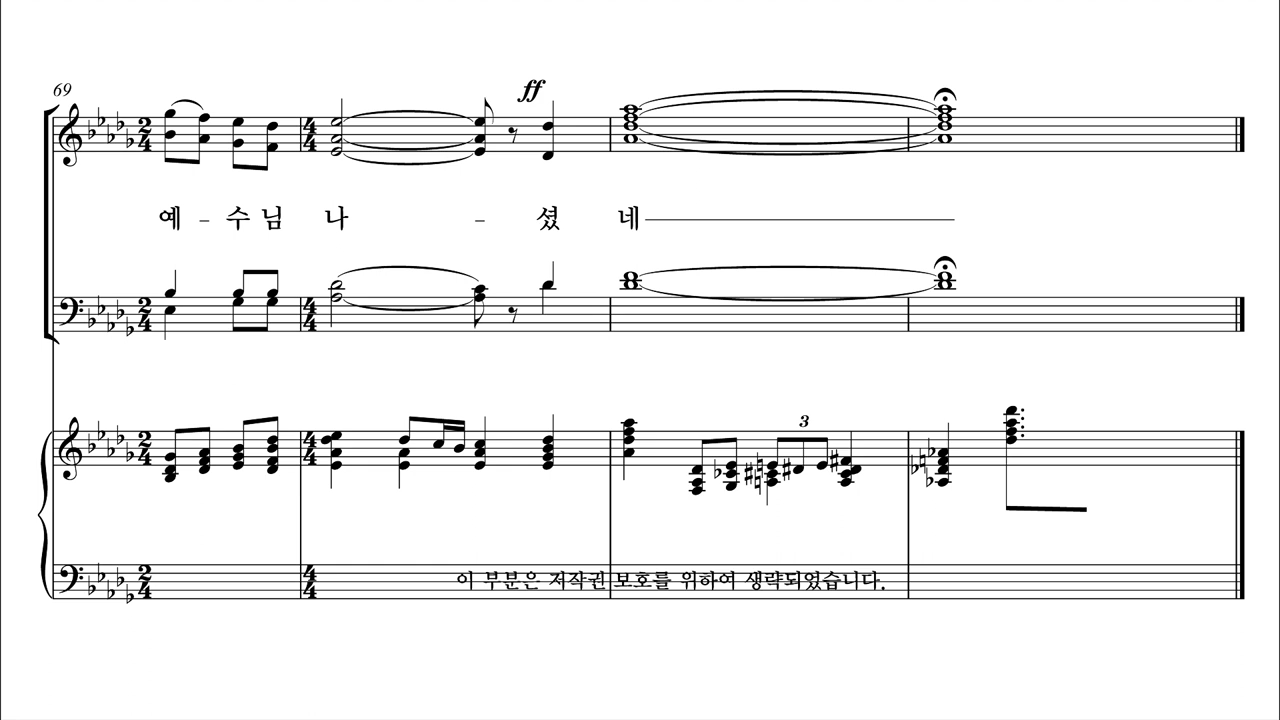 69
ff
예 - 수 님 나 - 셨 네
3
이 부분은 저작권 보호를 위하여 생략되었습니다.